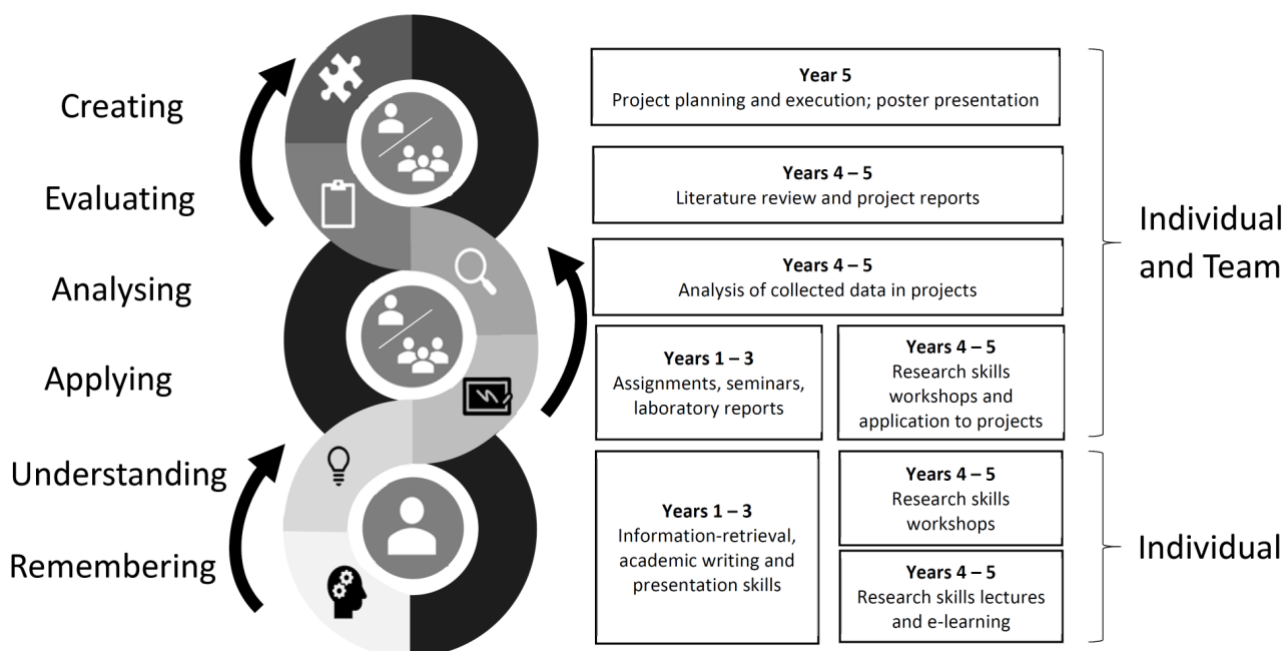 Creating
Evaluating
Analysing
Applying
Understanding
Remembering
Year 5
Project planning and execution; poster presentation
Years 4 – 5
Literature review and project reports
Years 4 – 5
Analysis of collected data in projects
Years 1 – 3
Assignments, seminars,
laboratory reports
Years 4 – 5
Research skills
workshops and
application to projects
Years 1 – 3
Information-retrieval,
academic writing and
presentation skills
Years 4 – 5
Research skills
workshops
Years 4 – 5
Research skills lectures
and e-learning
Individual
and Team
Individual